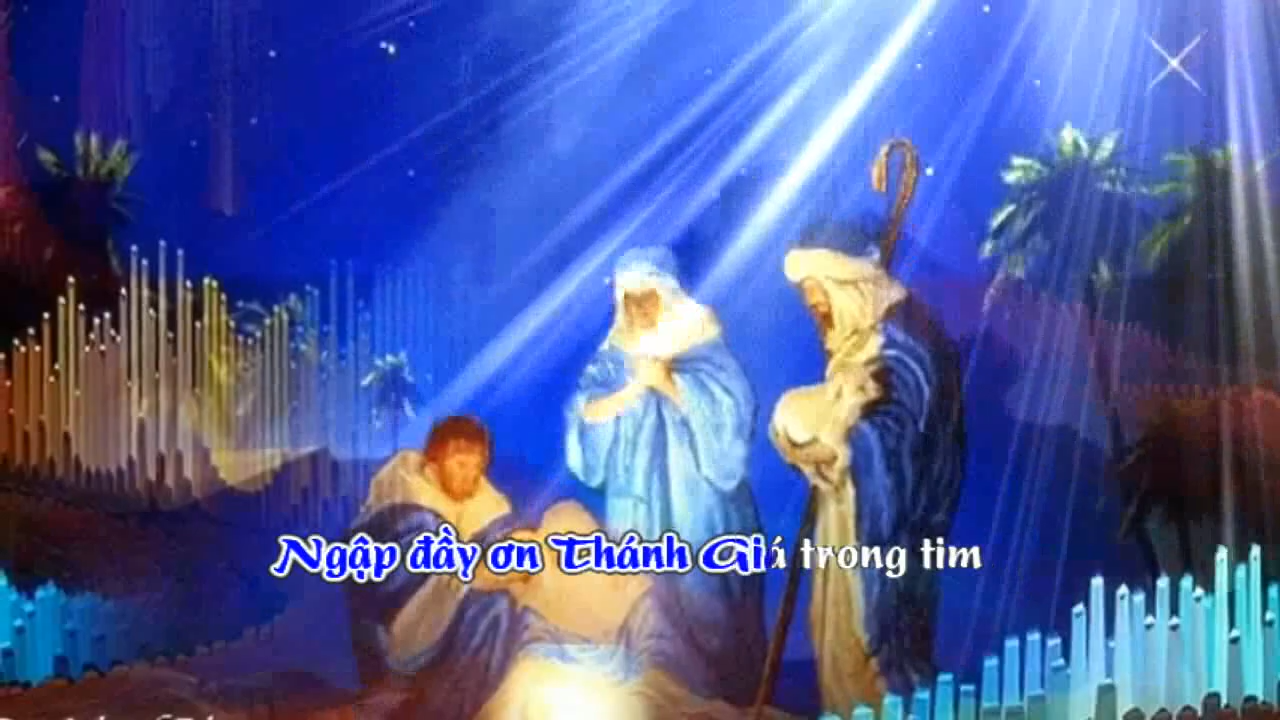 Ngập đầy ơn Thánh Giá trong tim